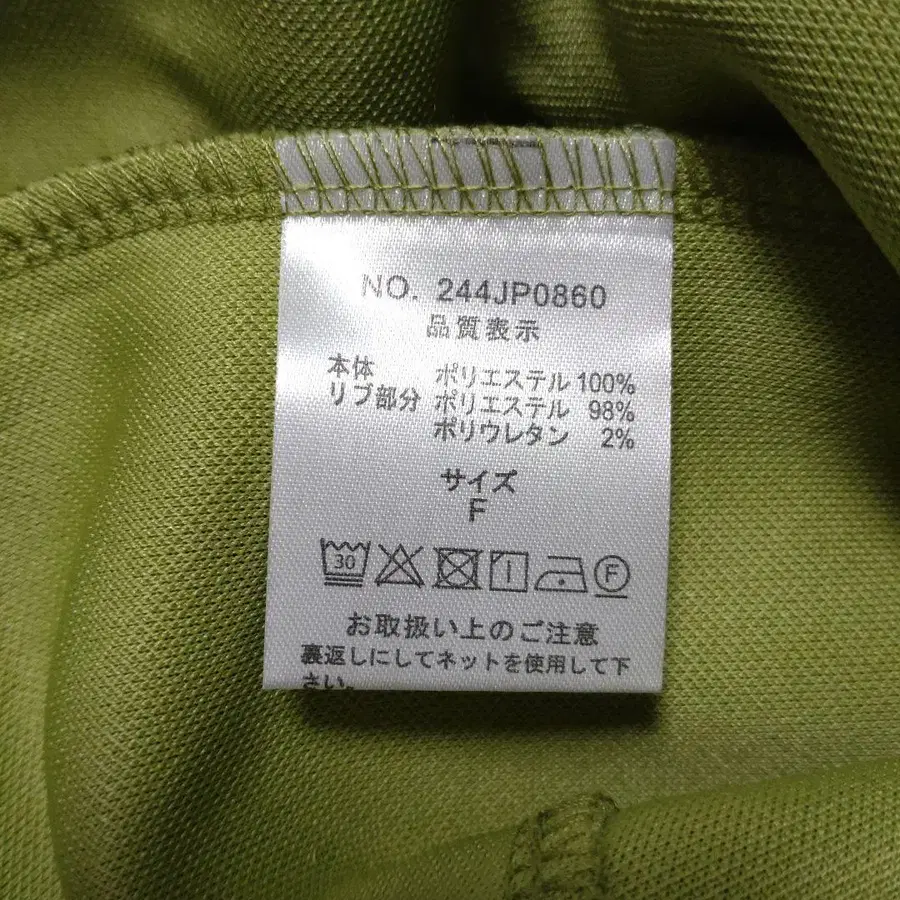 NO. 244JP0860
品質表示
本体 ポリエステル 100%
リブ部分 ポリエステル 98%
ポリウレタン 2%
サイズ
F
30 F
お取扱い上のご注意
裏返しにしてネットを使用して下
さい。